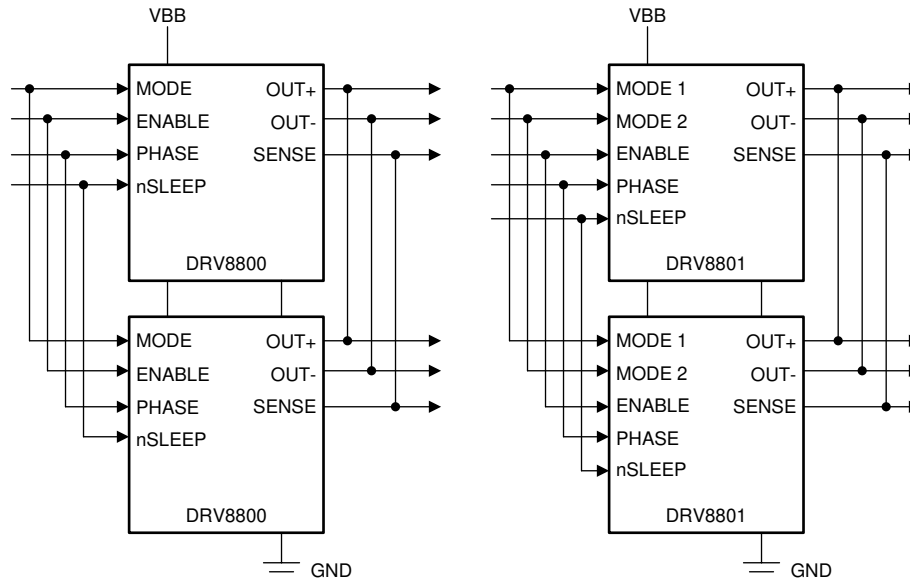 VBB
MODE
ENABLE
PHASE
nSLEEP
OUT+
OUT-
SENSE
DRV8800
MODE
ENABLE
PHASE
nSLEEP
OUT+
OUT-
SENSE
DRV8800
GND
VBB
MODE 1
MODE 2
ENABLE
PHASE
nSLEEP
OUT+
OUT-
SENSE
DRV8801
MODE 1
MODE 2
ENABLE
PHASE
nSLEEP
OUT+
OUT-
SENSE
DRV8801
GND